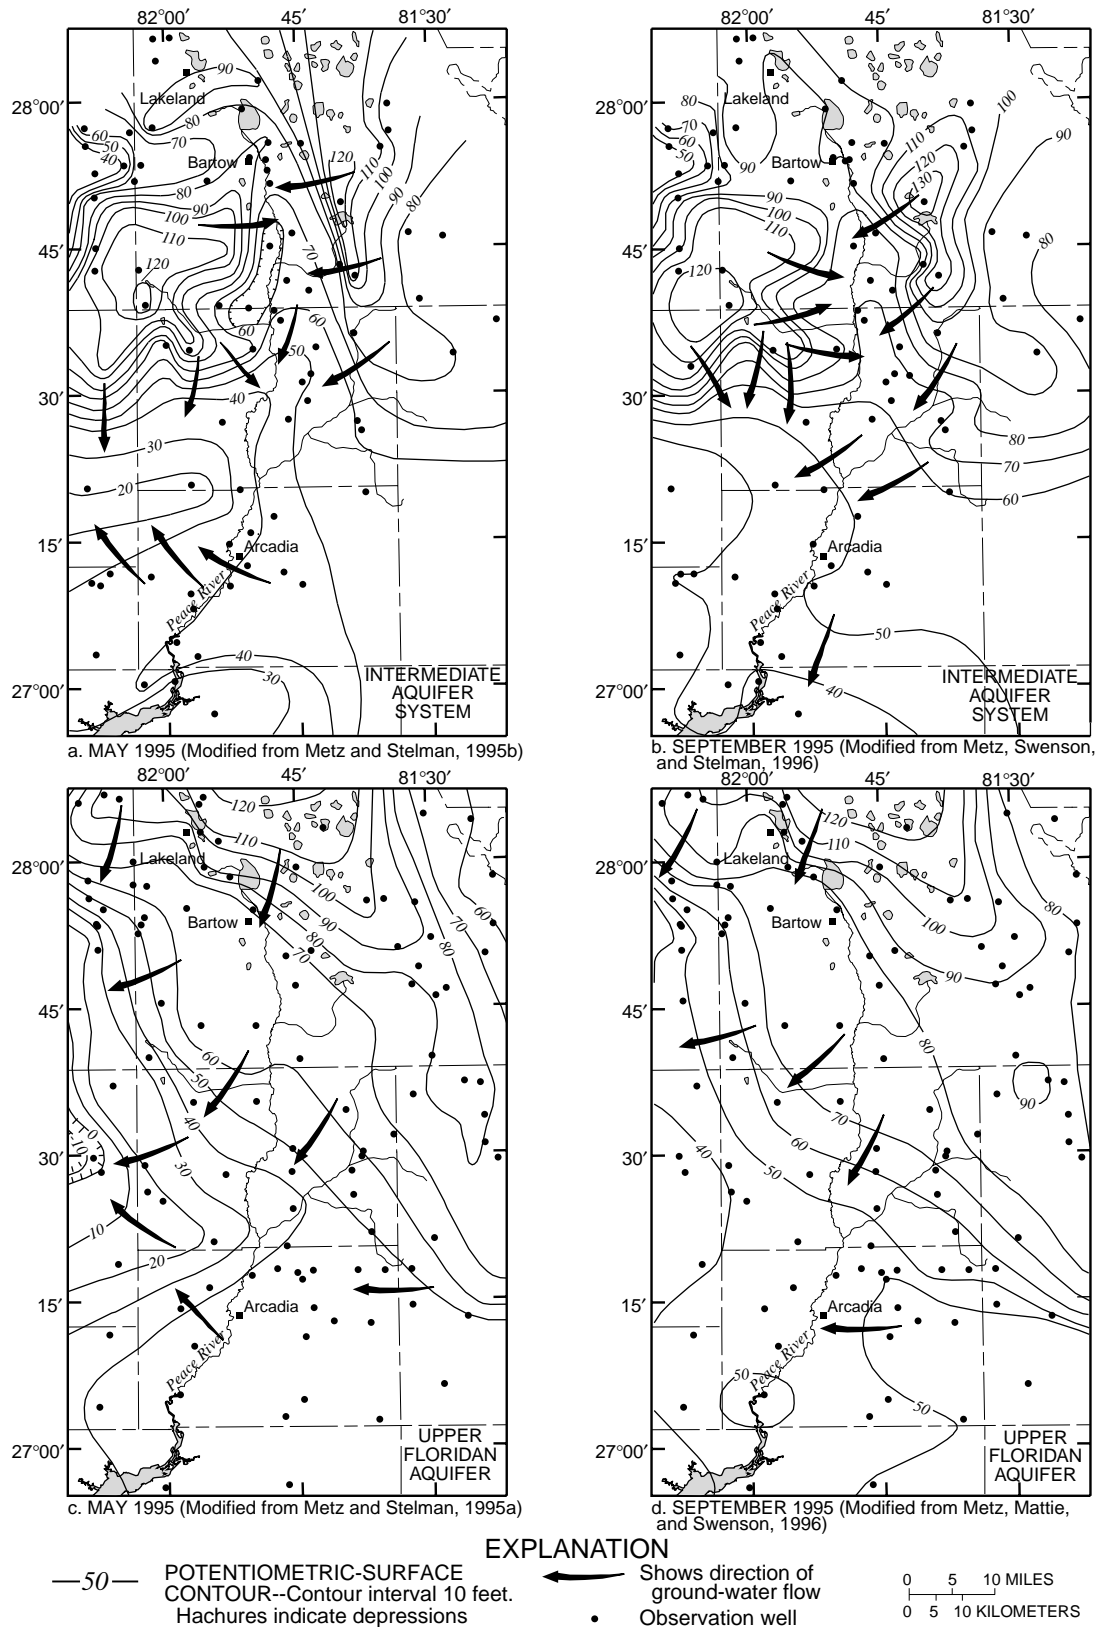 82°00′ 45′ 81°30′
82°00′ 45′ 81°30′
90
Lakeland
28°00′
80
70
60
50
40
Bartow
120
110
100
90
80
80
90
100
110
120
45′
70
60
60
50
40
30′
30
20
15′
Arcadia
Peace River
40
30
27°00′
INTERMEDIATE
AQUIFER
SYSTEM
a. MAY 1995 (Modified from Metz and Stelman, 1995b)
80
70
60
50
Lakeland
28°00′
100
90
110
120
130
Bartow
90
90
100
110
120
80
45′
30′
80
70
60
15′
Arcadia
Peace River
50
40
27°00′
INTERMEDIATE
AQUIFER
SYSTEM
b. SEPTEMBER 1995 (Modified from Metz, Swenson,
and Stelman, 1996)
82°00′ 45′ 81°30′
82°00′ 45′ 81°30′
120
110
Lakeland
28°00′
100
90
80
70
60
70
80
Bartow
45′
60
50
40
30
0
-10
30′
10
20
15′
Arcadia
Peace River
27°00′
UPPER
FLORIDAN
AQUIFER
c. MAY 1995 (Modified from Metz and Stelman, 1995a)
120
110
Lakeland
28°00′
100
90
80
Bartow
45′
80
90
70
60
50
40
30′
15′
Arcadia
Peace River
50
50
27°00′
UPPER
FLORIDAN
AQUIFER
d. SEPTEMBER 1995 (Modified from Metz, Mattie,
and Swenson, 1996)
EXPLANATION
50
POTENTIOMETRIC-SURFACE
CONTOUR--Contour interval 10 feet.
Hachures indicate depressions
Shows direction of
ground-water flow
Observation well
0 5 10 MILES
0 5 10 KILOMETERS